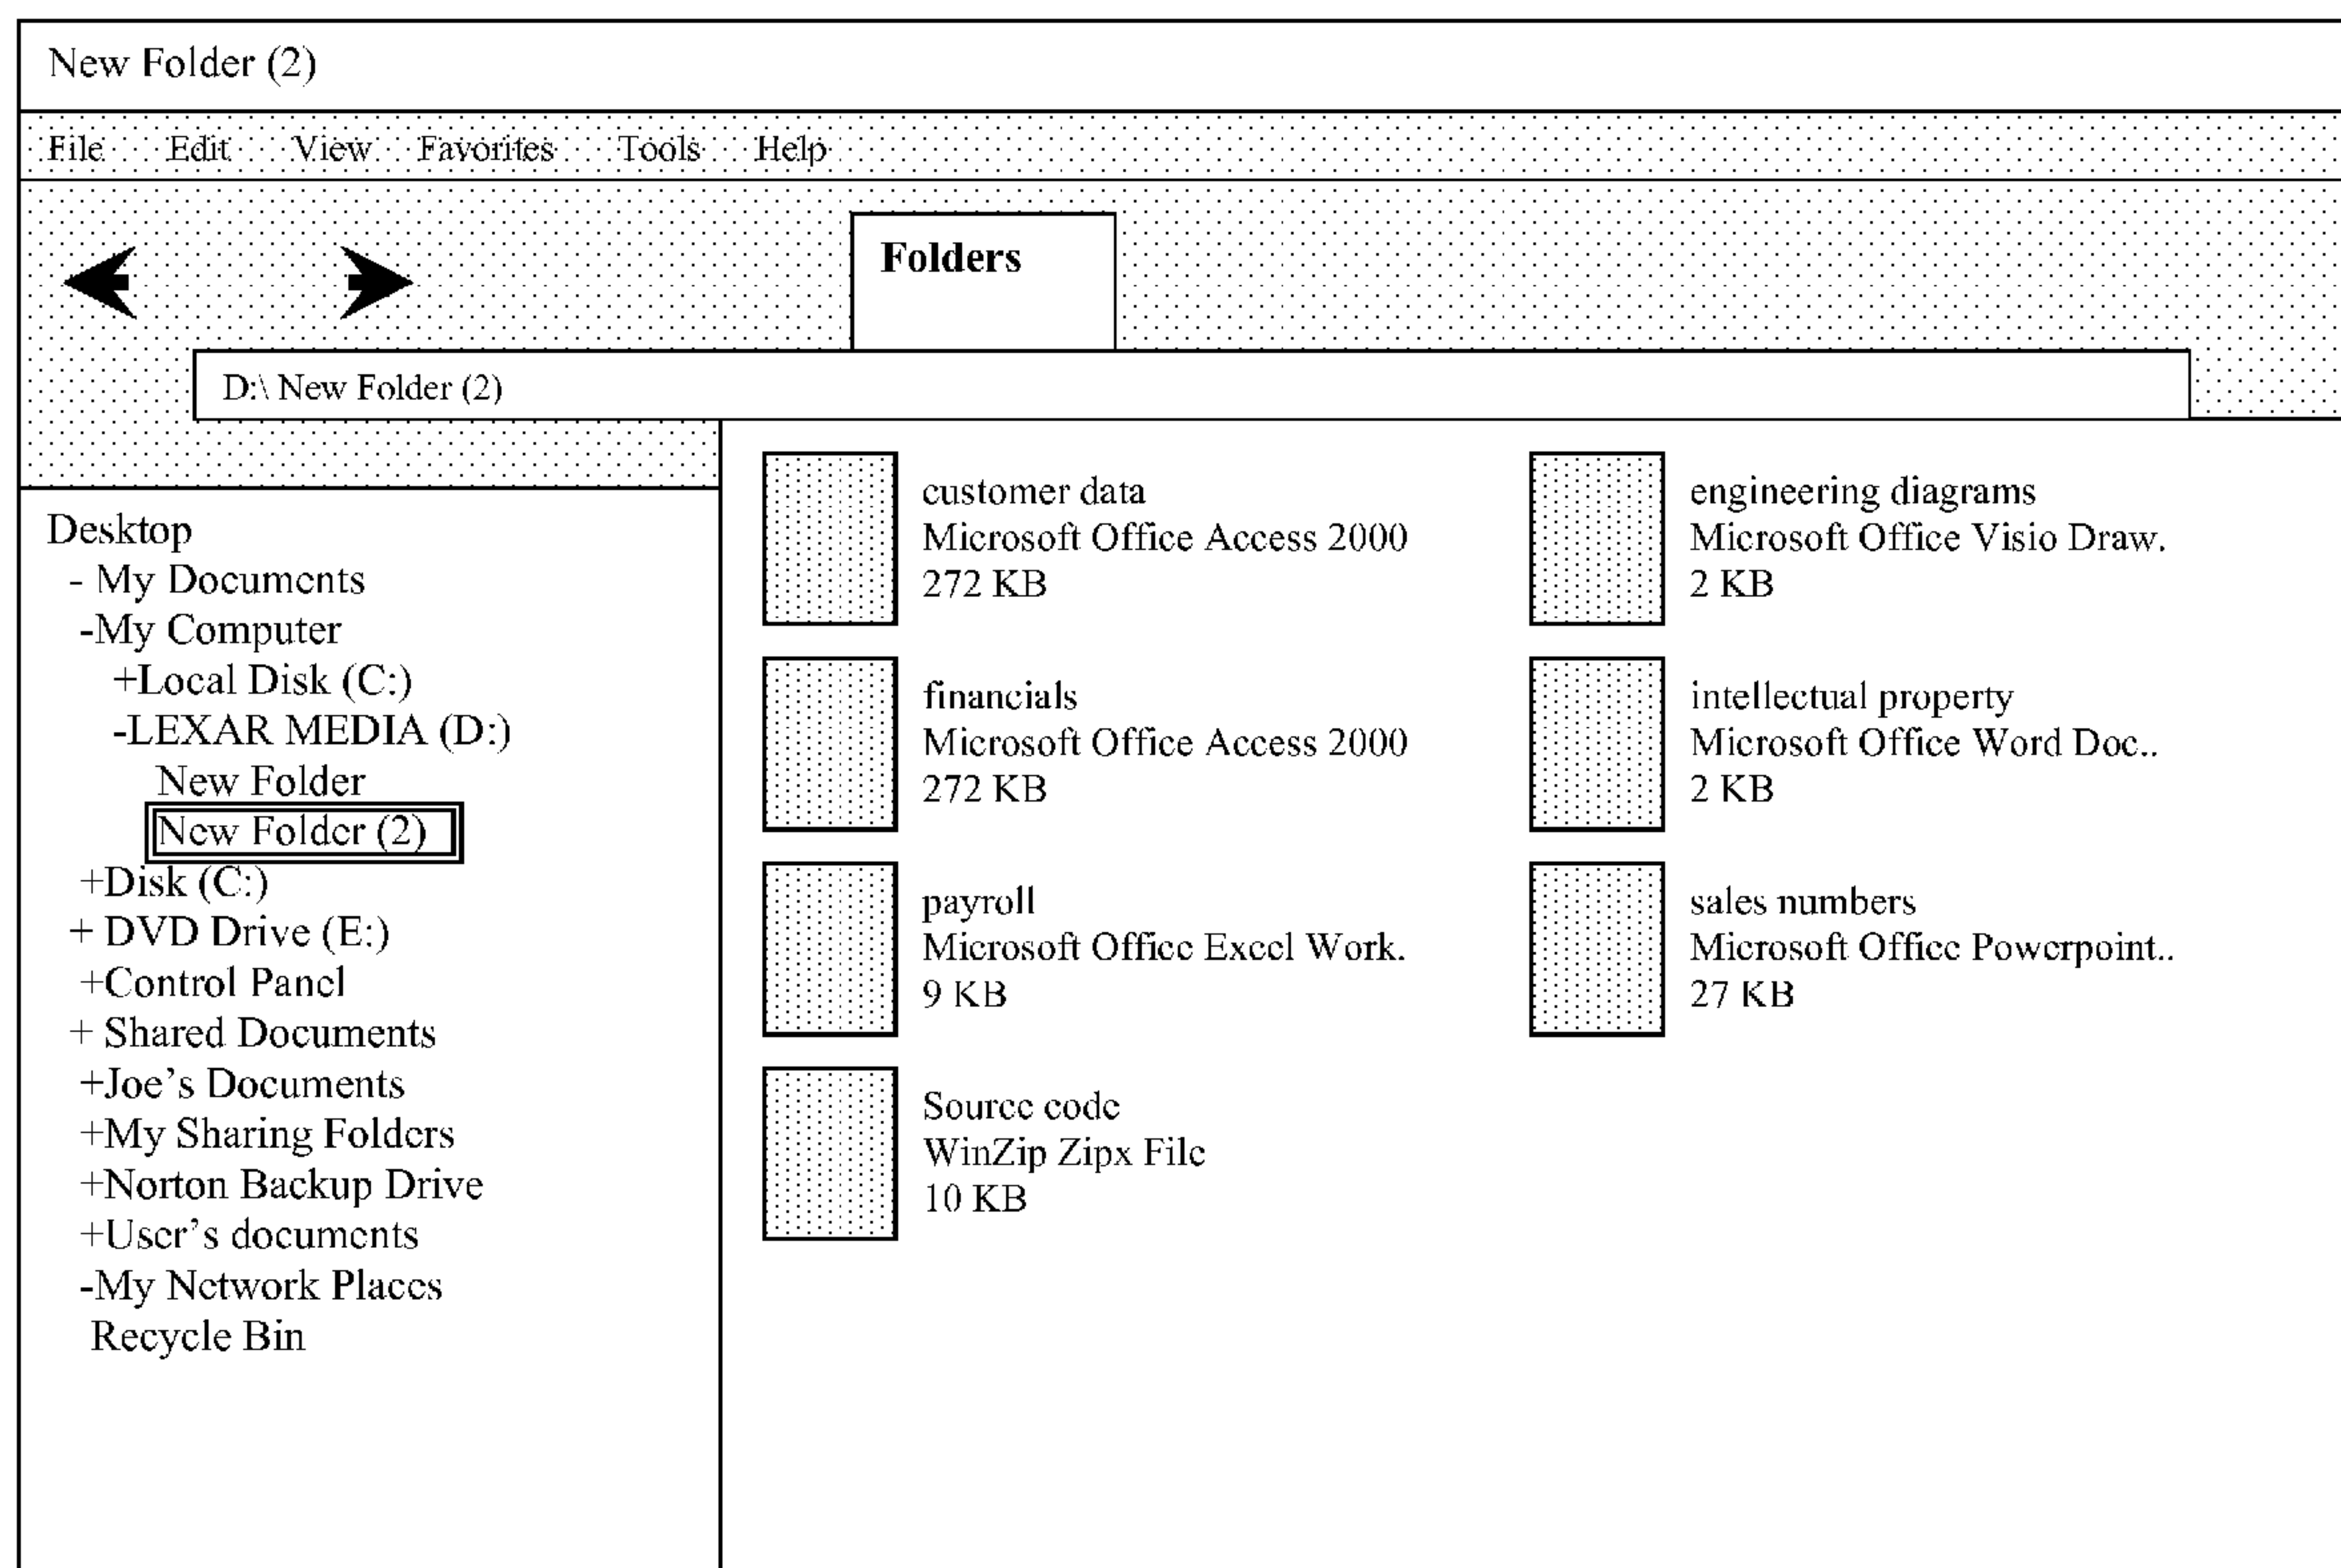 New Folder (2)
File Edit View Favorites Tools Help
Folders
D:\ New Folder (2)
Desktop
- My Documents
-My Computer
+Local Disk (C:)
-LEXAR MEDIA (D:)
New Folder
New Folder (2)
+Disk (C:)
+ DVD Drive (E:)
+Control Panel
+ Shared Documents
+Joe’s Documents
+My Sharing Folders
+Norton Backup Drive
+User’s documents
-My Network Places
Recycle Bin
customer data
Microsoft Office Access 2000
272 KB
engineering diagrams
Microsoft Office Visio Draw.
2 KB
financials
Microsoft Office Access 2000
272 KB
intellectual property
Microsoft Office Word Doc..
2 KB
payroll
Microsoft Office Excel Work.
9 KB
sales numbers
Microsoft Office Powerpoint..
27 KB
Source code
WinZip Zipx File
10 KB